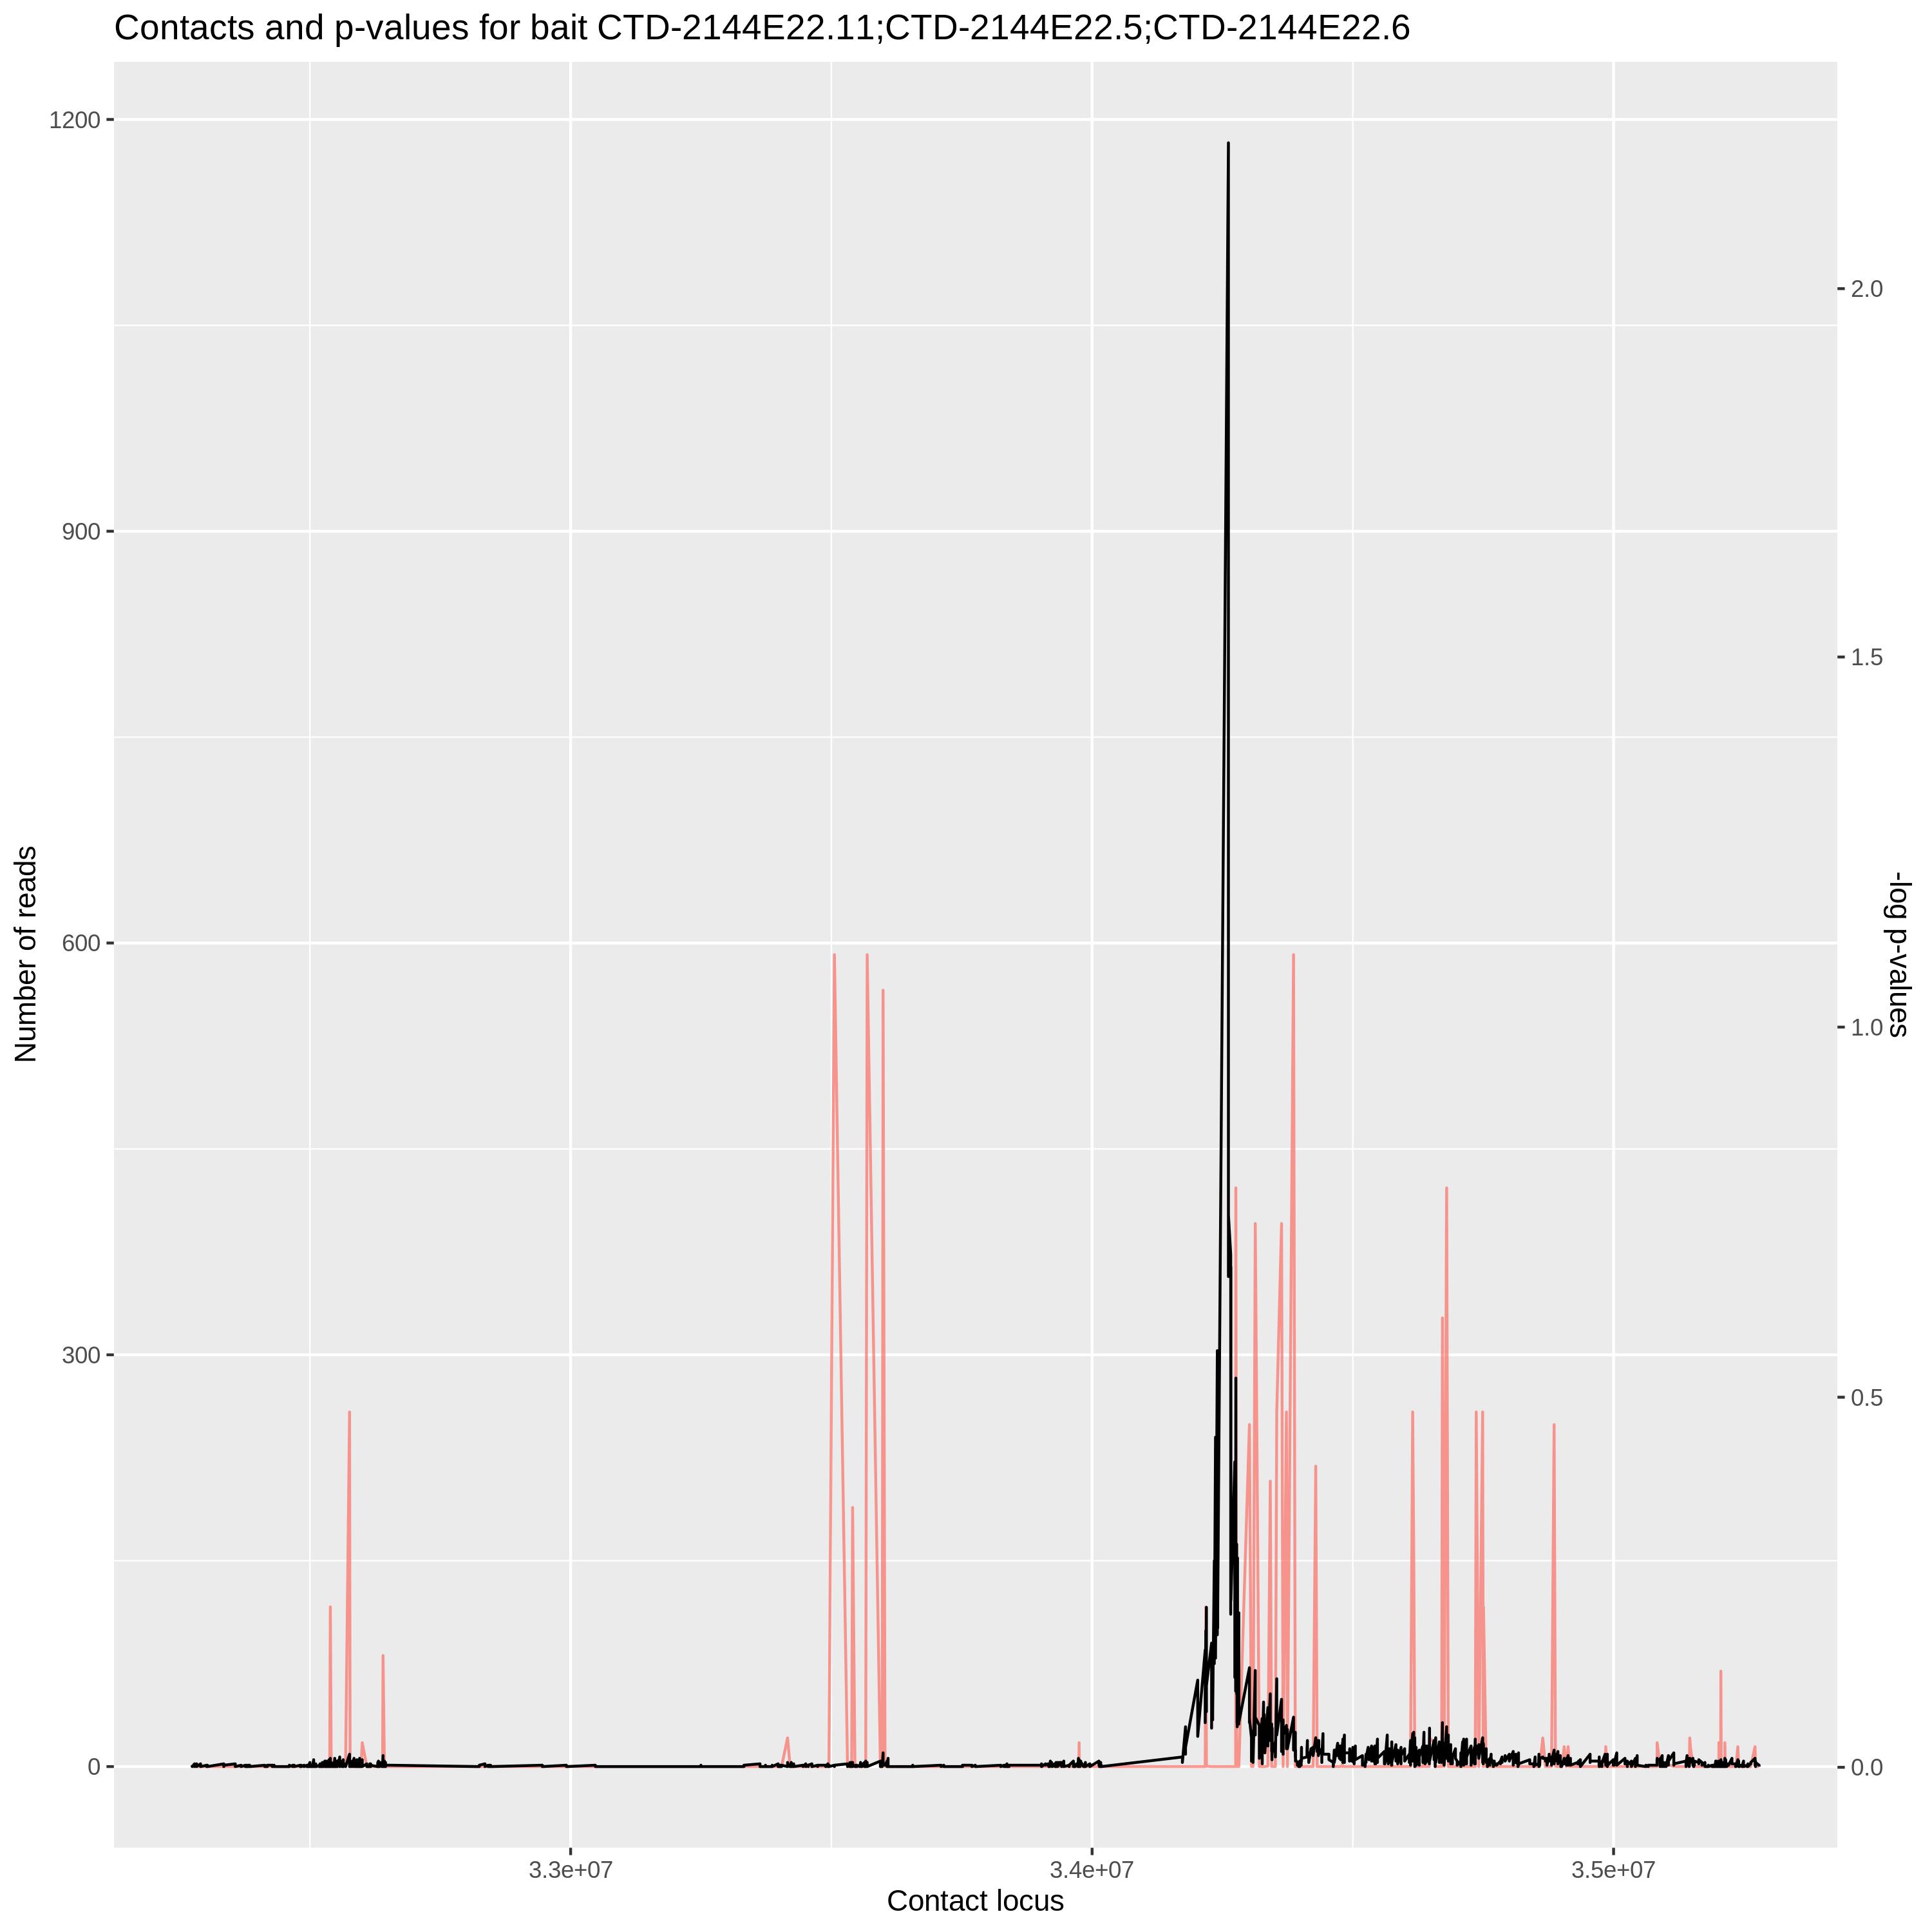 Contacts and p-values for bait CTD-2144E22.11;CTD-2144E22.5;CTD-2144E22.6
1200
900
600
300
0
Number of reads
2.0
1.5
1.0
0.5
0.0
-log p-values
3.3e+07
3.4e+07
3.5e+07
Contact locus